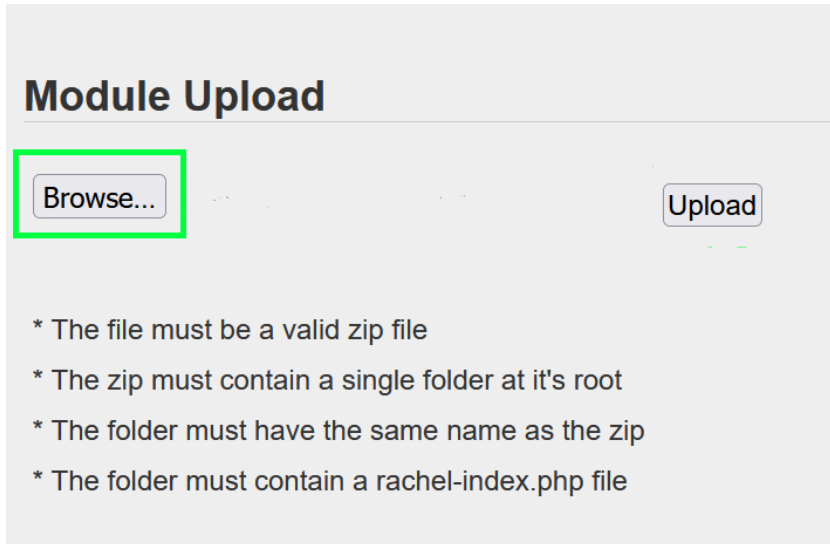 Module Upload
Browse...
Upload
* The file must be a valid zip file
* The zip must contain a single folder at it's root
* The folder must have the same name as the zip
* The folder must contain a rachel-index.php file